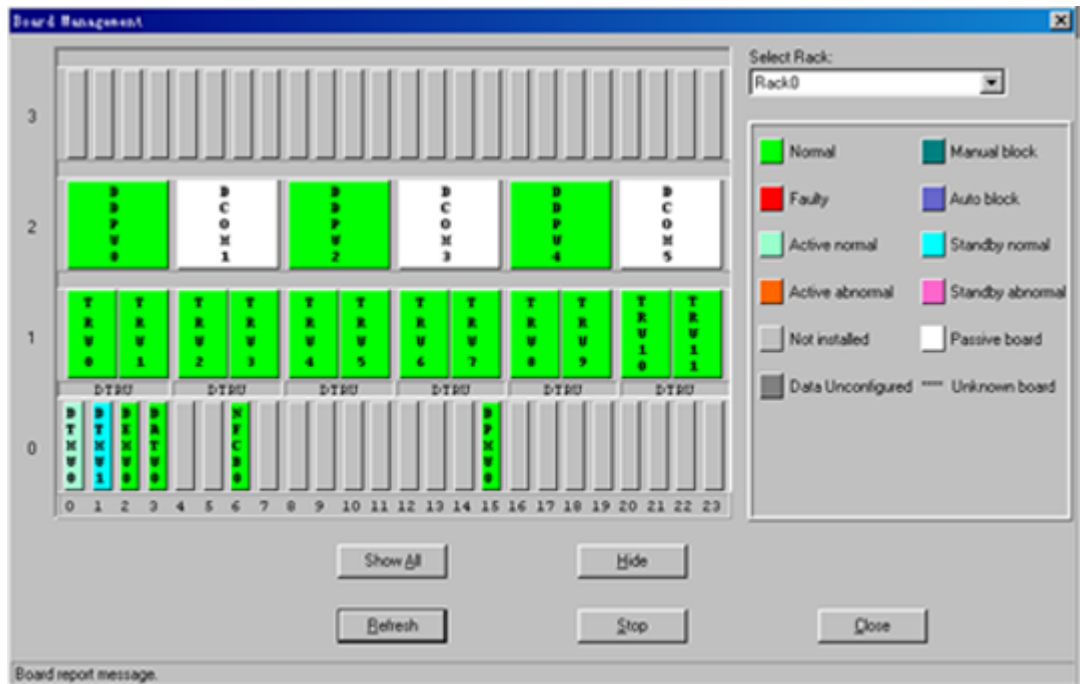 Board Management
Select Rack:
Rack0
3
Normal
Manual block
Faulty
Auto block
Active normal
Standby normal
Active abnormal
Standby abnormal
Not installed
Passive board
Data Unconfigured
Unknown board
2
DDPU0
DCOM1
DDPU2
DCOM3
DDPU4
DCOM5
1
TRU0
TRU1
TRU2
TRU3
TRU4
TRU5
TRU6
TRU7
TRU8
TRU9
TRU10
TRU11
DTRU DTRU DTRU DTRU DTRU DTRU
0
DTMU0
DTMU1
DEMU0
DATU0
NFCB0
DPMU0
0 1 2 3 4 5 6 7 8 9 10 11 12 13 14 15 16 17 18 19 20 21 22 23
Show All
Hide
Refresh
Stop
Close
Board report message.